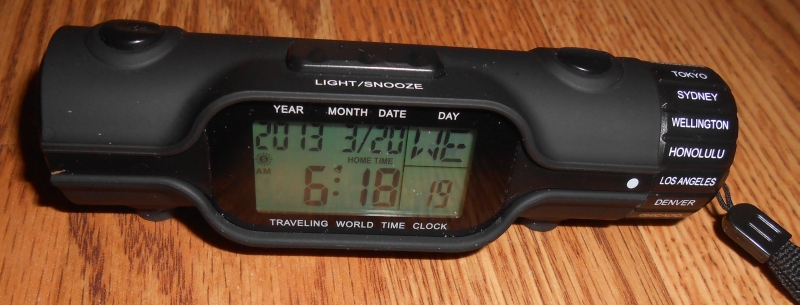 LIGHT/SNOOZE
YEAR MONTH DATE DAY
2013 3/20 WE
HOME TIME
AM 6:18 19
TRAVELING WORLD TIME CLOCK
TOKYO
SYDNEY
WELLINGTON
HONOLULU
LOS ANGELES
DENVER